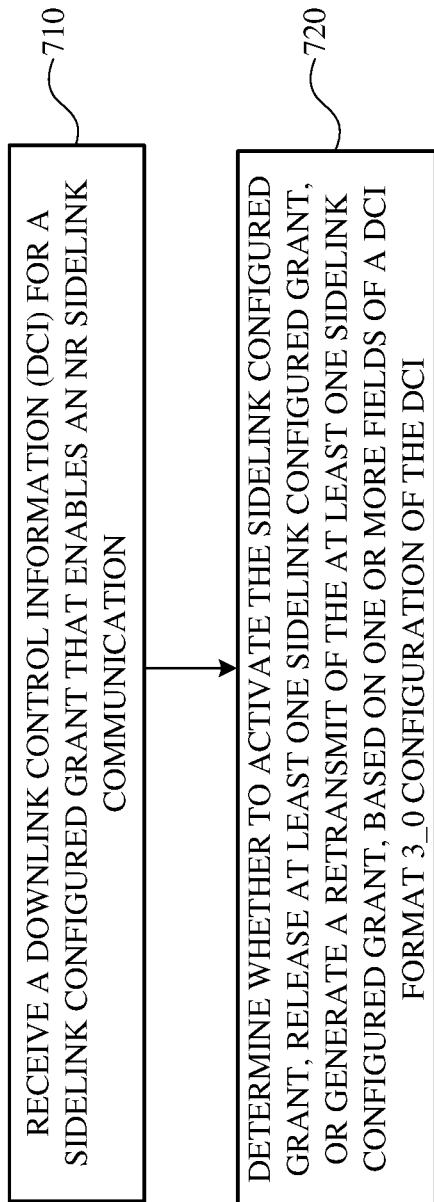 RECEIVE A DOWNLINK CONTROL INFORMATION (DCI) FOR A
SIDELINK CONFIGURED GRANT THAT ENABLES AN NR SIDELINK
COMMUNICATION
710
DETERMINE WHETHER TO ACTIVATE THE SIDELINK CONFIGURED
GRANT, RELEASE AT LEAST ONE SIDELINK CONFIGURED GRANT,
OR GENERATE A RETRANSMIT OF THE AT LEAST ONE SIDELINK
CONFIGURED GRANT, BASED ON ONE OR MORE FIELDS OF A DCI
FORMAT 3_0 CONFIGURATION OF THE DCI
720